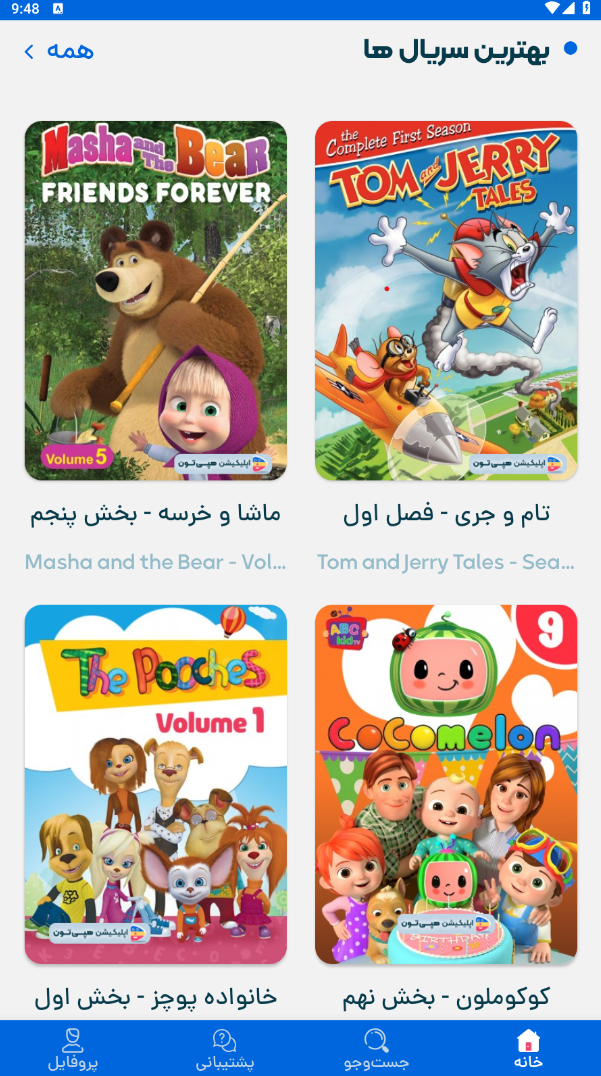 9:48
A
بهترین سریال ها
همه
the
Complete First Season
TOM and JERRY
TALES
اپلیکیشن هپی‌تون
Masha and The Bear
FRIENDS FOREVER
Volume 5
اپلیکیشن هپی‌تون
تام و جری - فصل اول
ماشا و خرسه - بخش پنجم
Tom and Jerry Tales - Sea...
Masha and the Bear - Vol...
ABC
kid TV
9
CoComelon
BIRTHDAY
اپلیکیشن هپی‌تون
The Pooches
Volume 1
اپلیکیشن هپی‌تون
کوکوملون - بخش نهم
خانواده پوچز - بخش اول
خانه
جست‌وجو
پشتیبانی
پروفایل